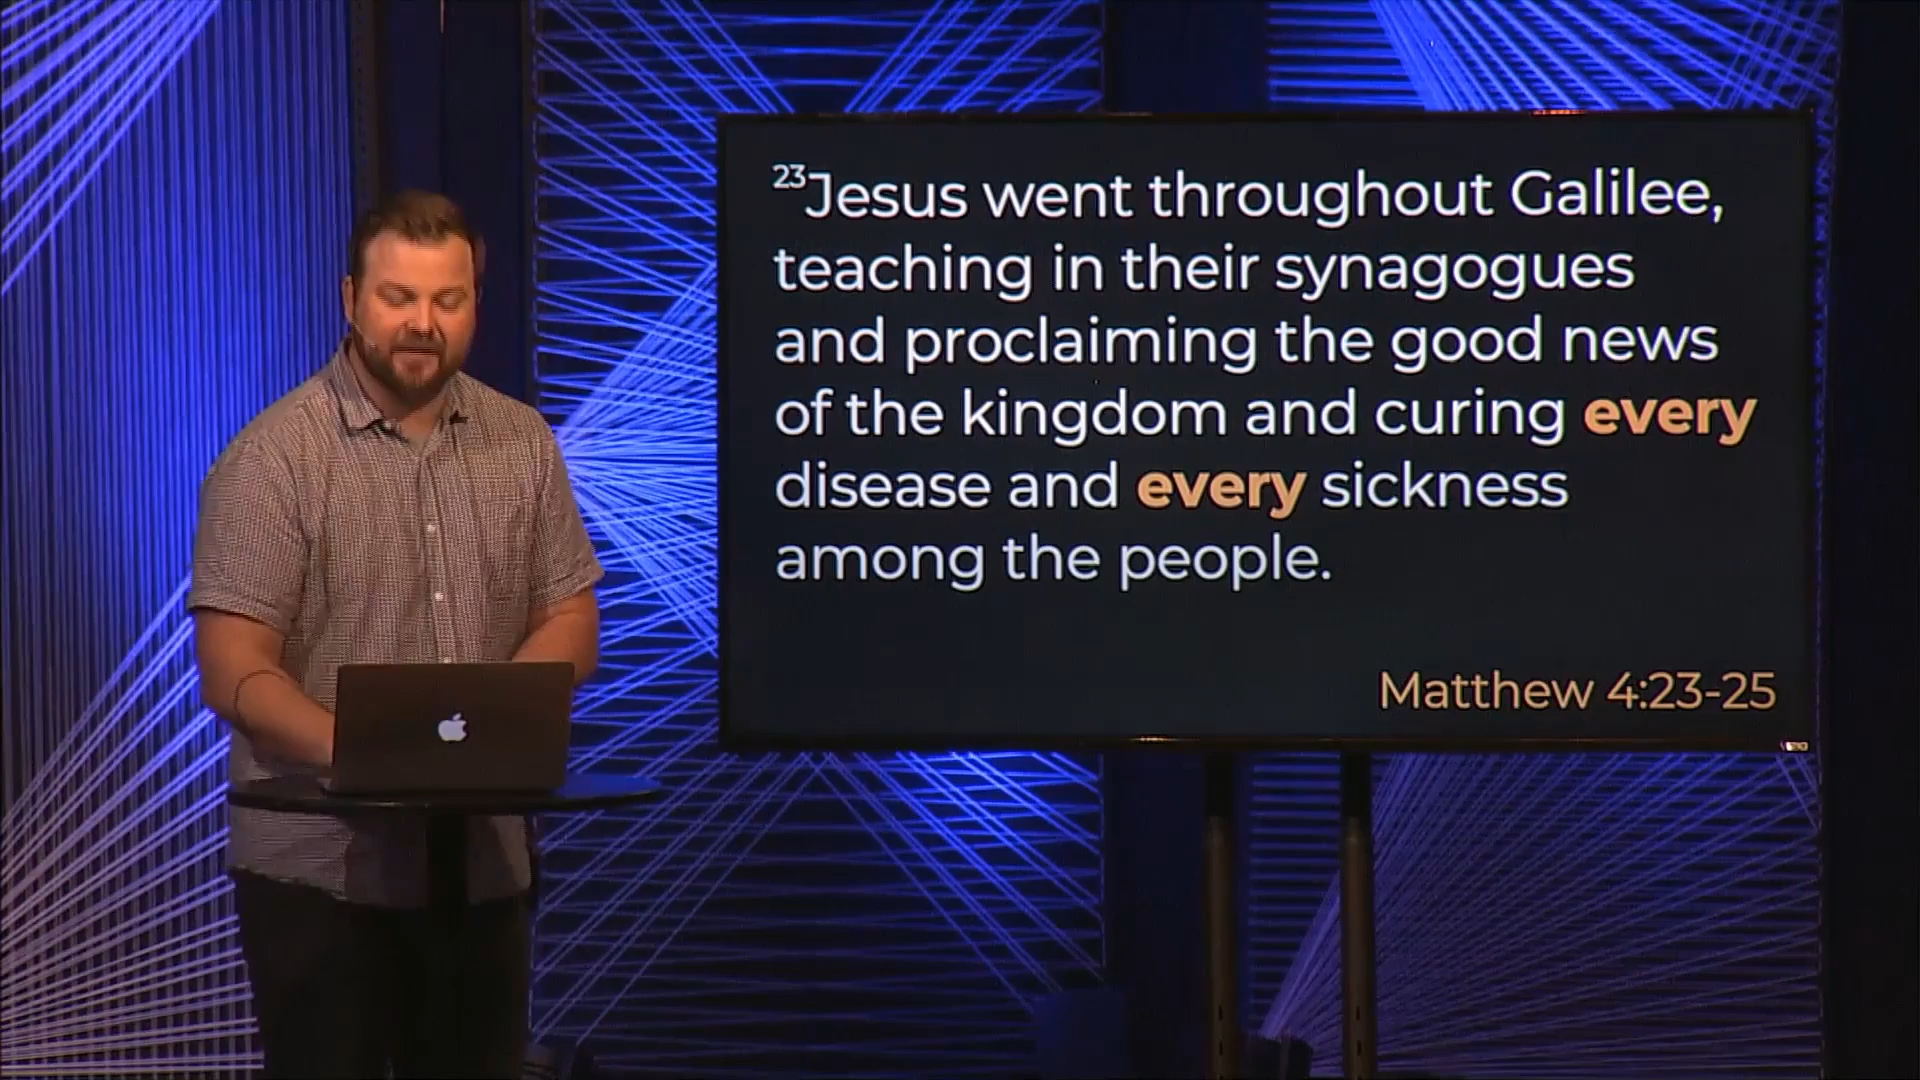 ²³Jesus went throughout Galilee,
teaching in their synagogues
and proclaiming the good news
of the kingdom and curing every
disease and every sickness
among the people.
Matthew 4:23-25